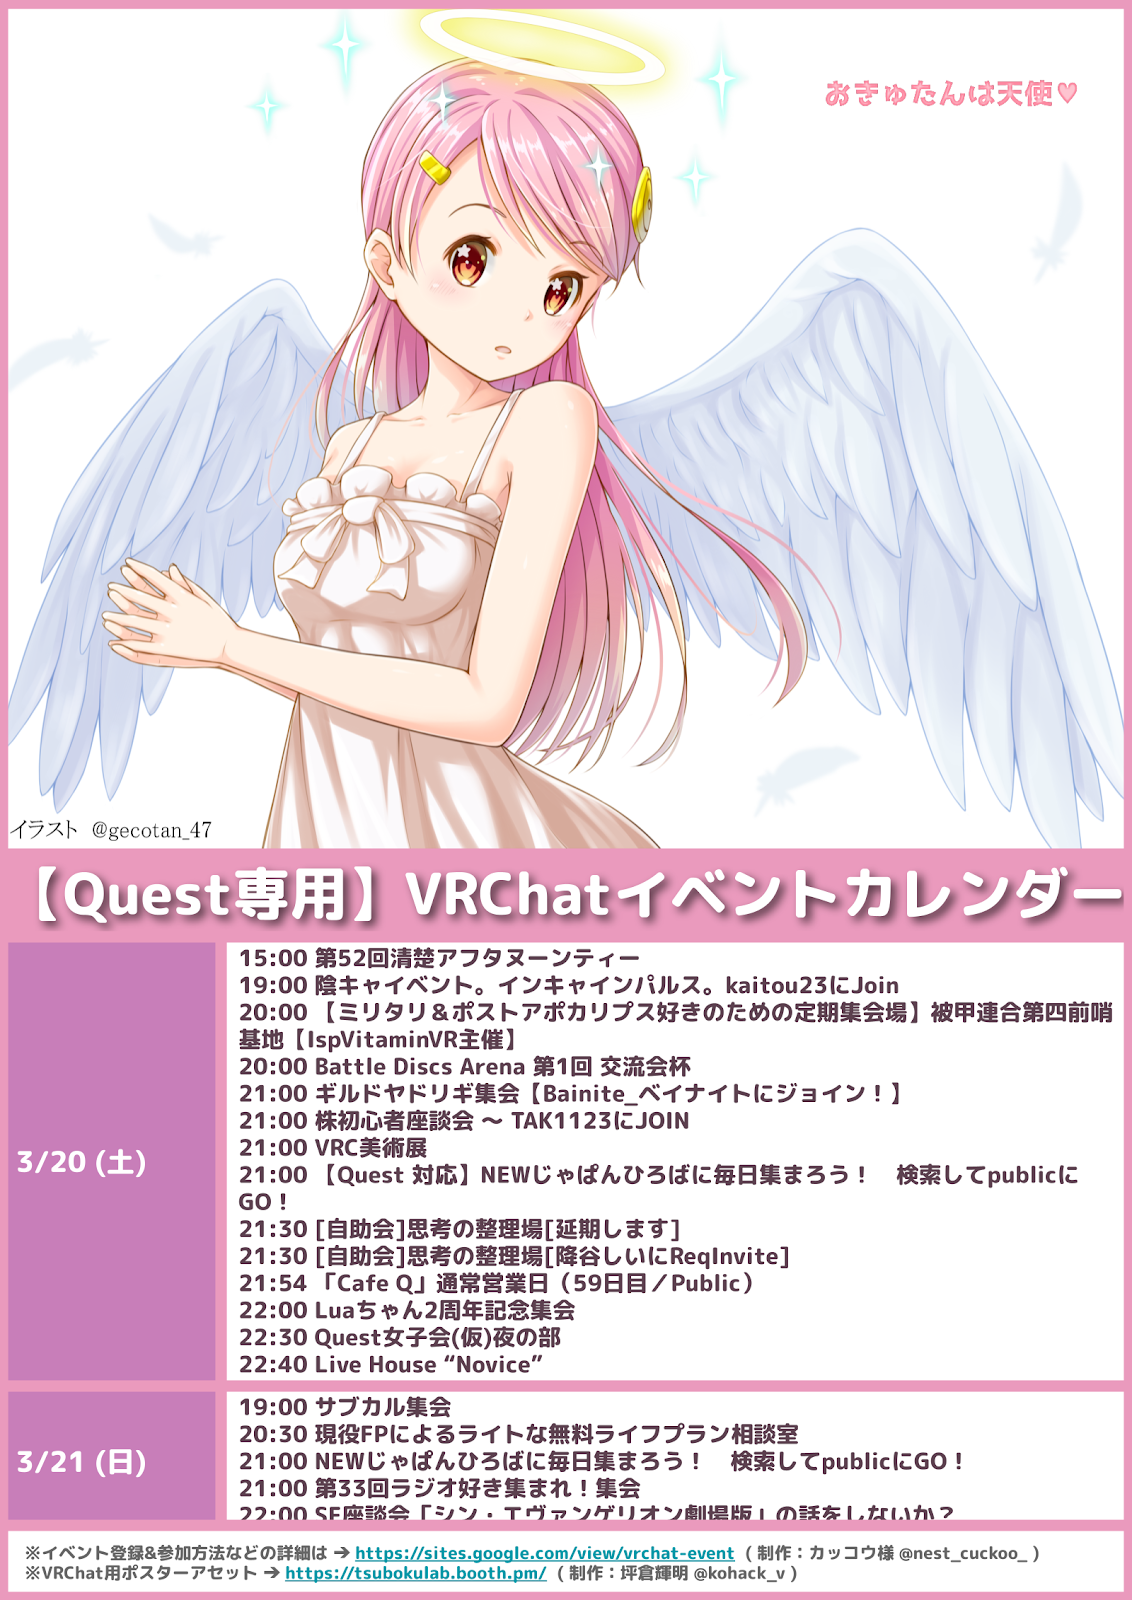 おきゅたんは天使♥
イラスト @gecotan_47
【Quest専用】VRChatイベントカレンダー
3/20 (土)
15:00 第52回清楚アフタヌーンティー
19:00 陰キャイベント。インキャインパルス。kaitou23にJoin
20:00 【ミリタリ＆ポストアポカリプス好きのための定期集会場】被甲連合第四前哨
基地【IspVitaminVR主催】
20:00 Battle Discs Arena 第1回 交流会杯
21:00 ギルドヤドリギ集会【Bainite_ベイナイトにジョイン！】
21:00 株初心者座談会 〜 TAK1123にJOIN
21:00 VRC美術展
21:00 【Quest 対応】NEWじゃぱんひろばに毎日集まろう！　検索してpublicに
GO！
21:30 [自助会]思考の整理場[延期します]
21:30 [自助会]思考の整理場[降谷しいにReqInvite]
21:54 「Cafe Q」通常営業日（59日目／Public）
22:00 Luaちゃん2周年記念集会
22:30 Quest女子会(仮)夜の部
22:40 Live House “Novice”
3/21 (日)
19:00 サブカル集会
20:30 現役FPによるライトな無料ライフプラン相談室
21:00 NEWじゃぱんひろばに毎日集まろう！　検索してpublicにGO！
21:00 第33回ラジオ好き集まれ！集会
22:00 SF座談会「シン・エヴァンゲリオン劇場版」の話をしないか？
※イベント登録&参加方法などの詳細は ➔ https://sites.google.com/view/vrchat-event （ 制作：カッコウ様 @nest_cuckoo_ ）
※VRChat用ポスターアセット ➔ https://tsubokulab.booth.pm/ （ 制作：坪倉輝明 @kohack_v ）